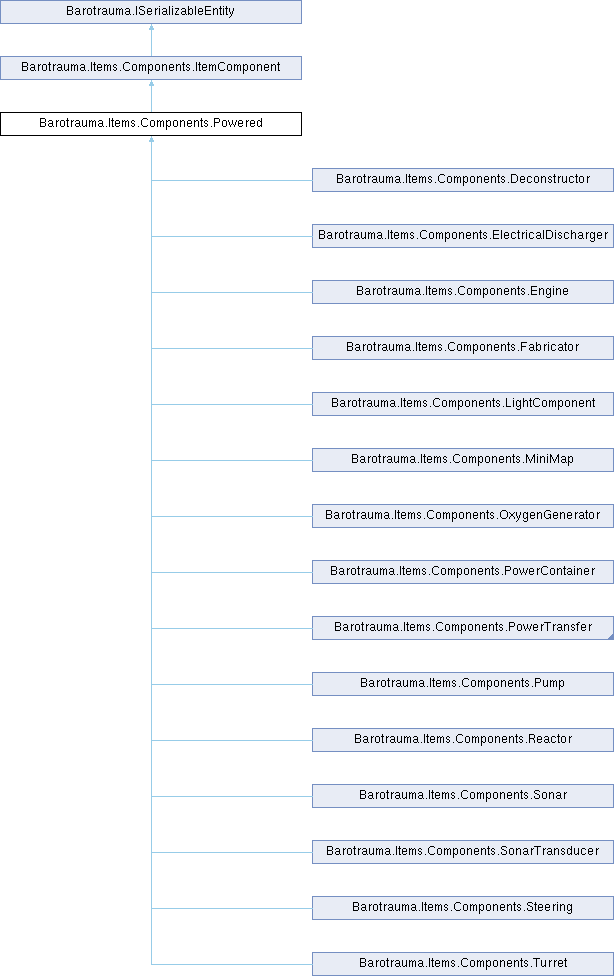 Barotrauma.ISerializableEntity
Barotrauma.Items.Components.ItemComponent
Barotrauma.Items.Components.Powered
Barotrauma.Items.Components.Deconstructor
Barotrauma.Items.Components.ElectricalDischarger
Barotrauma.Items.Components.Engine
Barotrauma.Items.Components.Fabricator
Barotrauma.Items.Components.LightComponent
Barotrauma.Items.Components.MiniMap
Barotrauma.Items.Components.OxygenGenerator
Barotrauma.Items.Components.PowerContainer
Barotrauma.Items.Components.PowerTransfer
Barotrauma.Items.Components.Pump
Barotrauma.Items.Components.Reactor
Barotrauma.Items.Components.Sonar
Barotrauma.Items.Components.SonarTransducer
Barotrauma.Items.Components.Steering
Barotrauma.Items.Components.Turret